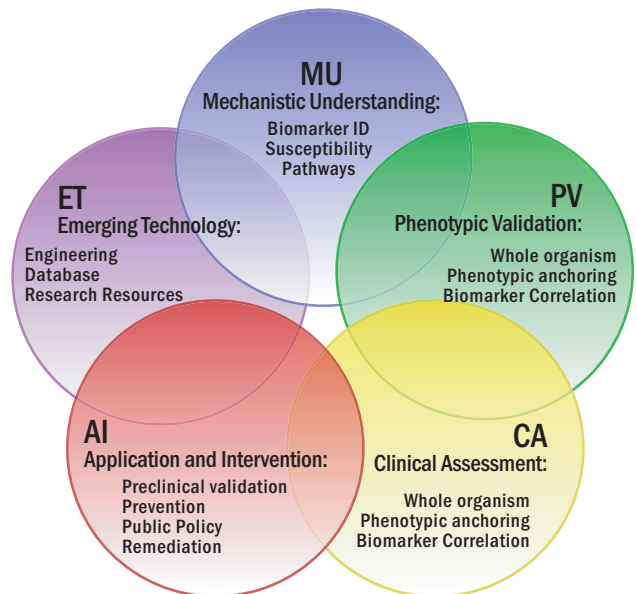 MU
Mechanistic Understanding:
Biomarker ID
Susceptibility
Pathways
ET
Emerging Technology:
Engineering
Database
Research Resources
PV
Phenotypic Validation:
Whole organism
Phenotypic anchoring
Biomarker Correlation
AI
Application and Intervention:
Preclinical validation
Prevention
Public Policy
Remediation
CA
Clinical Assessment:
Whole organism
Phenotypic anchoring
Biomarker Correlation